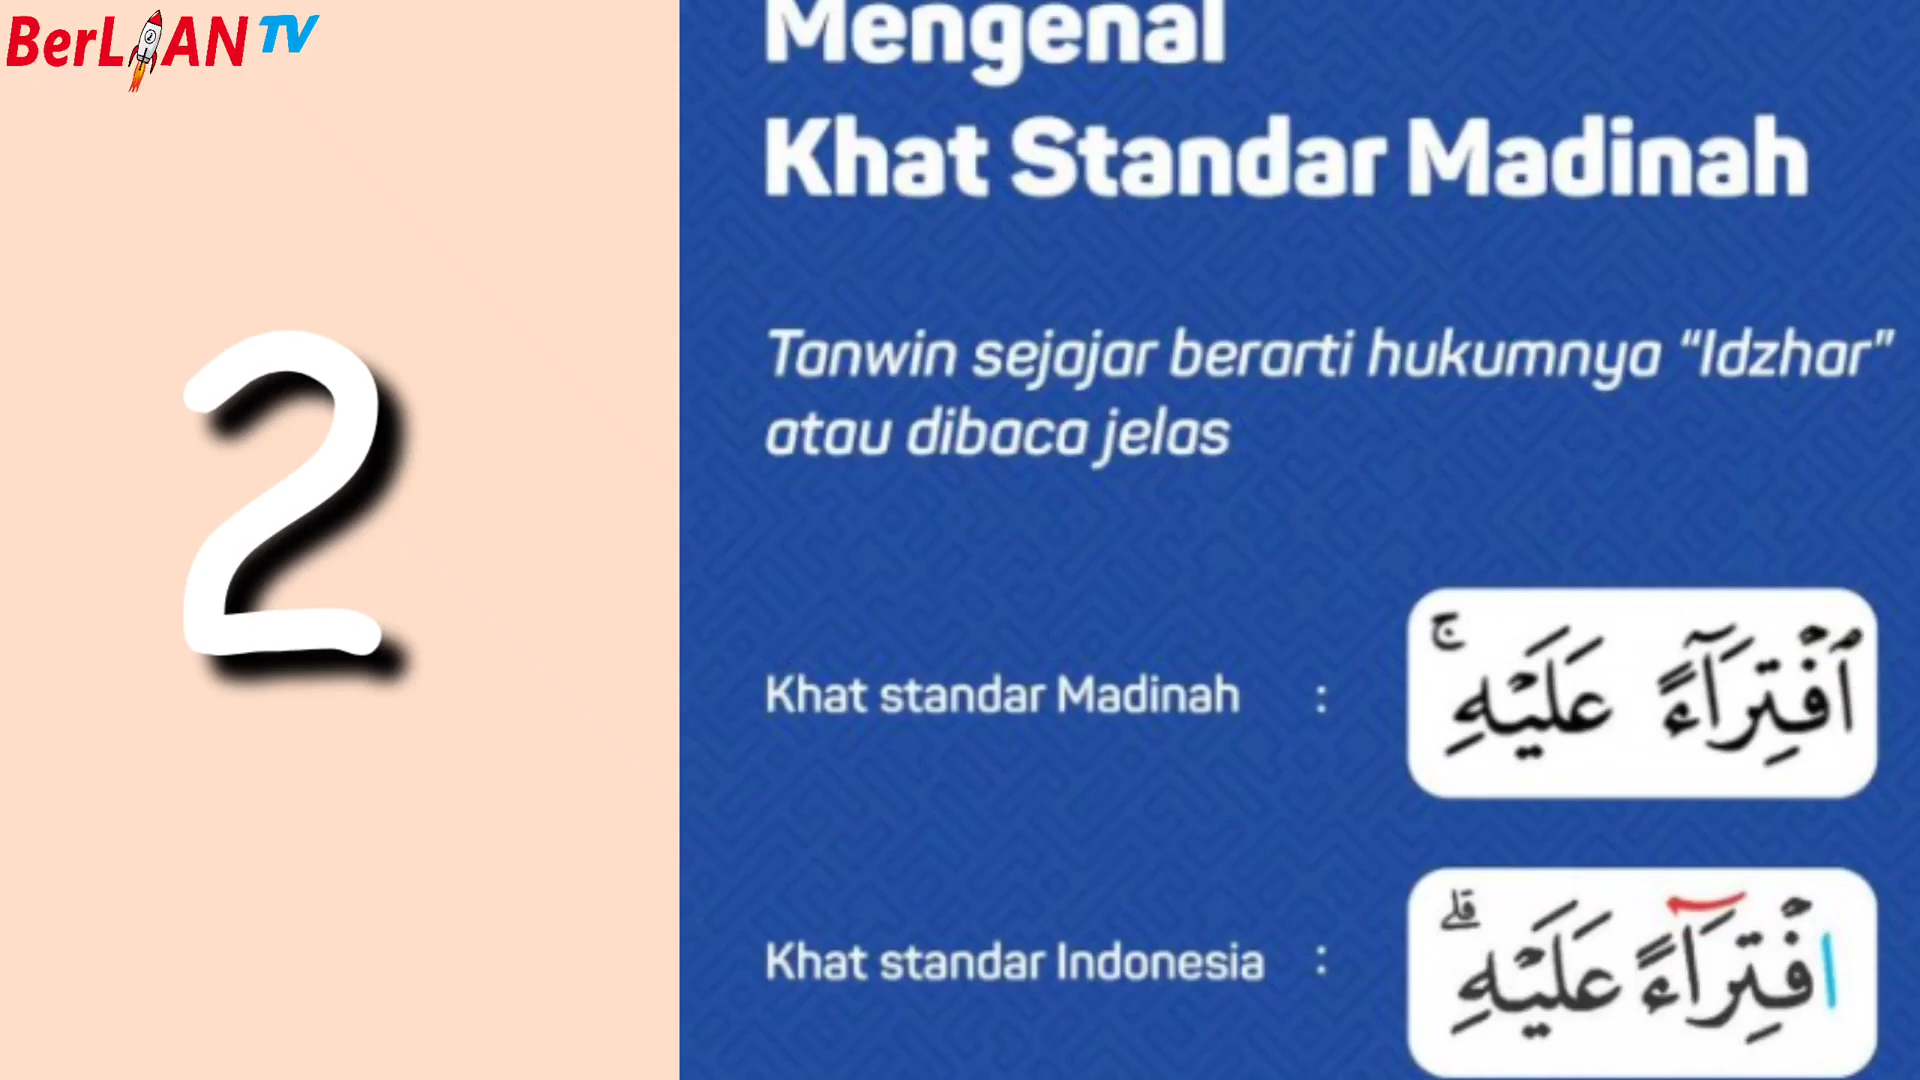 BerLIAN TV
2
Mengenal
Khat Standar Madinah
Tanwin sejajar berarti hukumnya “Idzhar”
atau dibaca jelas
Khat standar Madinah : ٱفۡتِرَآءً عَلَيۡهِۚ
Khat standar Indonesia : افۡتِرَآءً عَلَيۡهِۗ